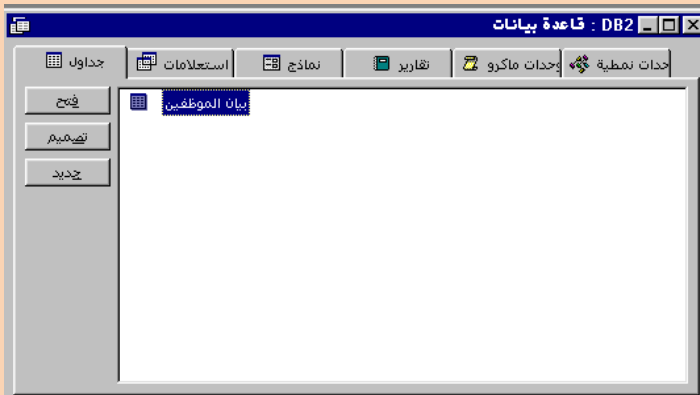 DB2 : قاعدة بيانات
جداول
استعلامات
نماذج
تقارير
وحدات ماكرو
حدات نمطية
بيان الموظفين
فتح
تصميم
جديد